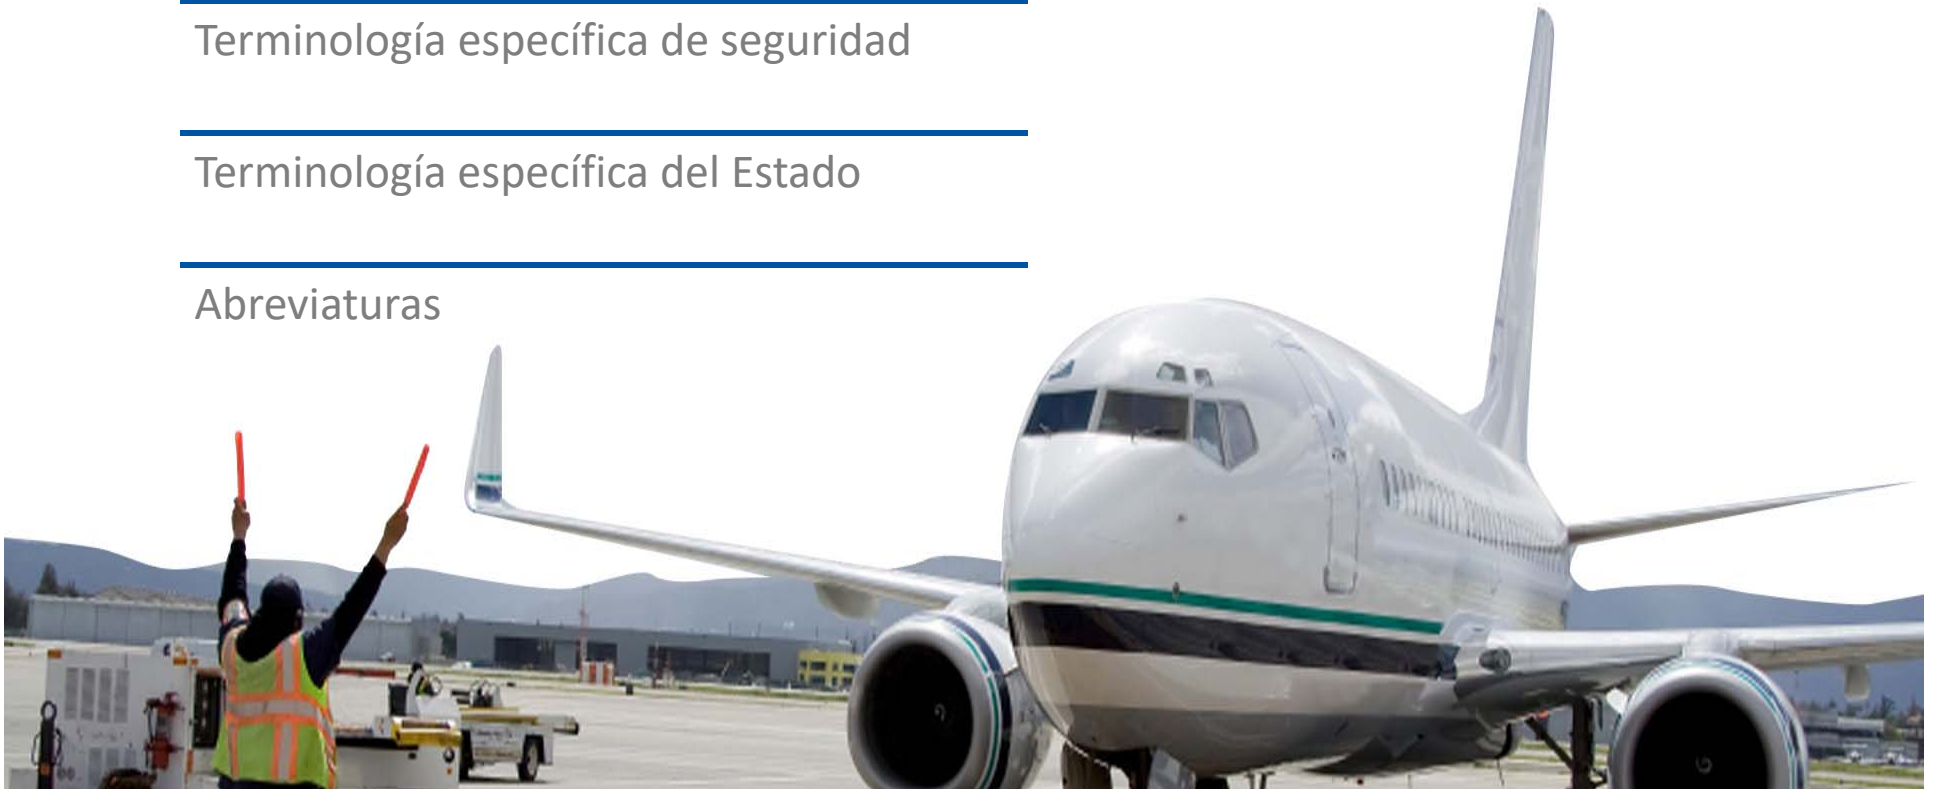 Terminología específica de seguridad
Terminología específica del Estado
Abreviaturas